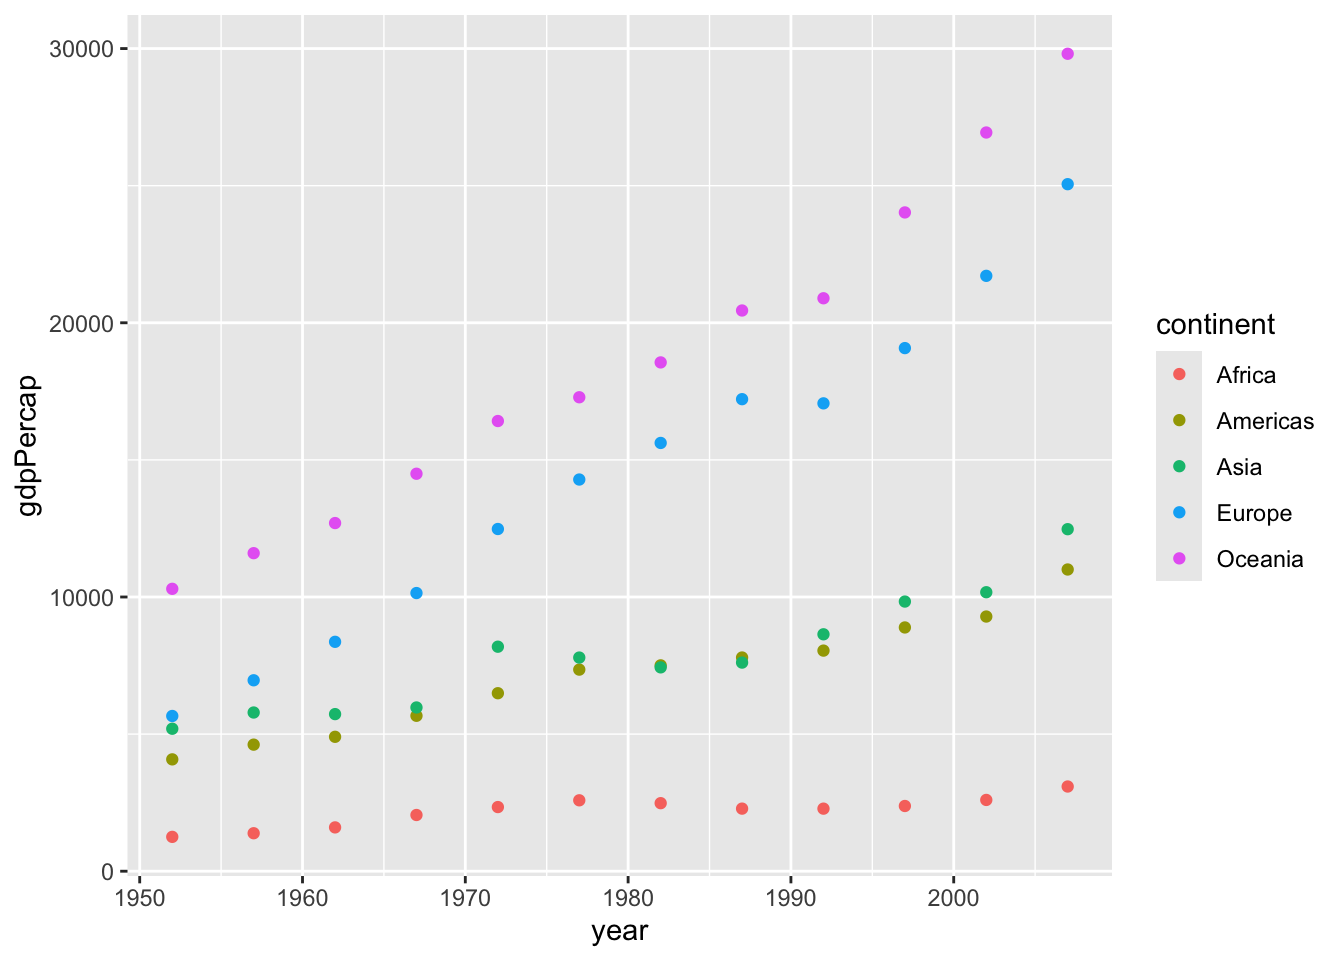 30000
20000
10000
0
gdpPercap
1950 1960 1970 1980 1990 2000
year
continent
Africa
Americas
Asia
Europe
Oceania